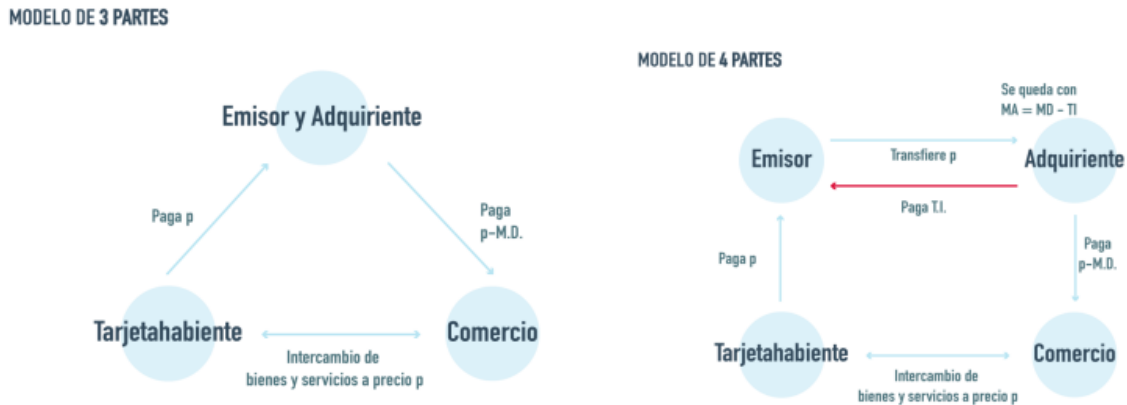 MODELO DE 3 PARTES
Emisor y Adquiriente
Paga p
Paga
p-M.D.
Tarjetahabiente
Comercio
Intercambio de
bienes y servicios a precio p
MODELO DE 4 PARTES
Se queda con
MA = MD - TI
Emisor
Transfiere p
Adquiriente
Paga T.I.
Paga p
Paga
p-M.D.
Tarjetahabiente
Comercio
Intercambio de
bienes y servicios a precio p